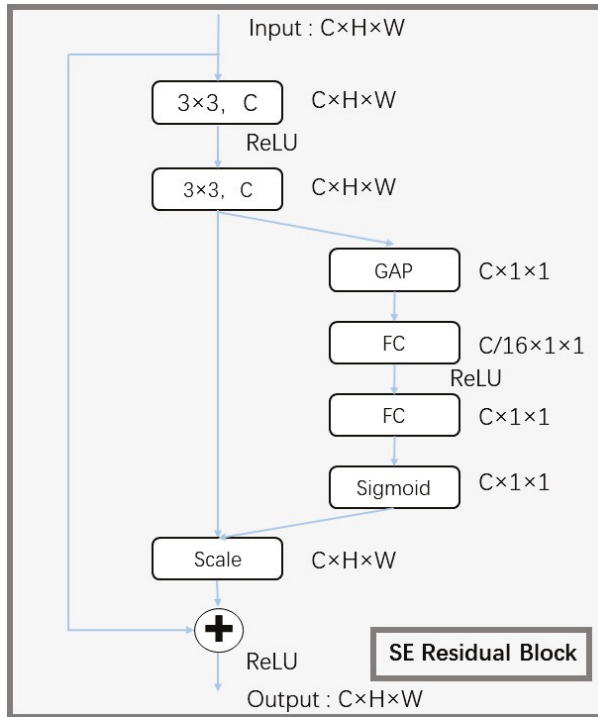 Input : C×H×W
3×3, C
C×H×W
ReLU
3×3, C
C×H×W
GAP
C×1×1
FC
C/16×1×1
ReLU
FC
C×1×1
Sigmoid
C×1×1
Scale
C×H×W
+
ReLU
SE Residual Block
Output : C×H×W